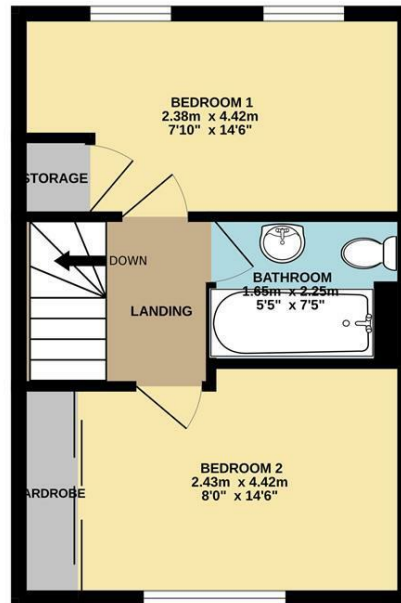 BEDROOM 1
2.38m x 4.42m
7'10" x 14'6"
STORAGE
DOWN
BATHROOM
1.65m x 2.25m
5'5" x 7'5"
LANDING
BEDROOM 2
2.43m x 4.42m
8'0" x 14'6"
ARDROBE